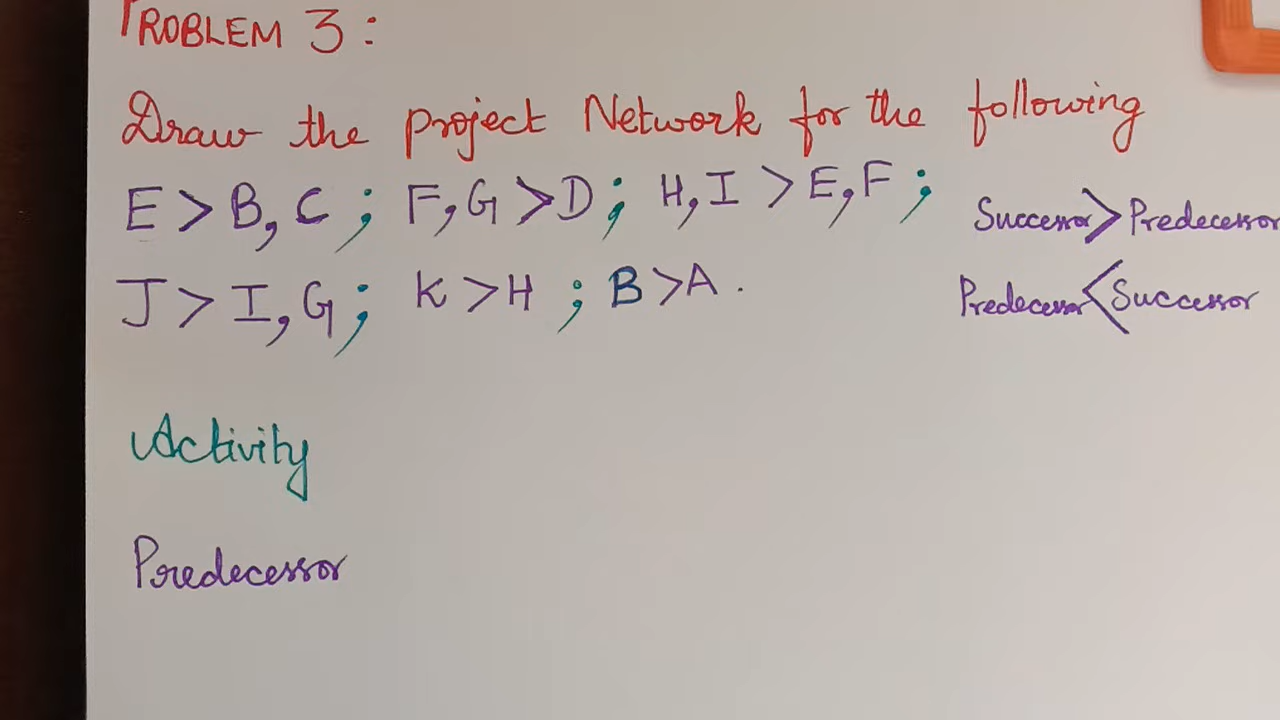 PROBLEM 3 :
Draw the project Network for the following
E > B, C ; F, G > D ; H, I > E, F ;
Successor > Predecessor
J > I, G ; K > H ; B > A .
Predecessor < Successor
Activity
Predecessor